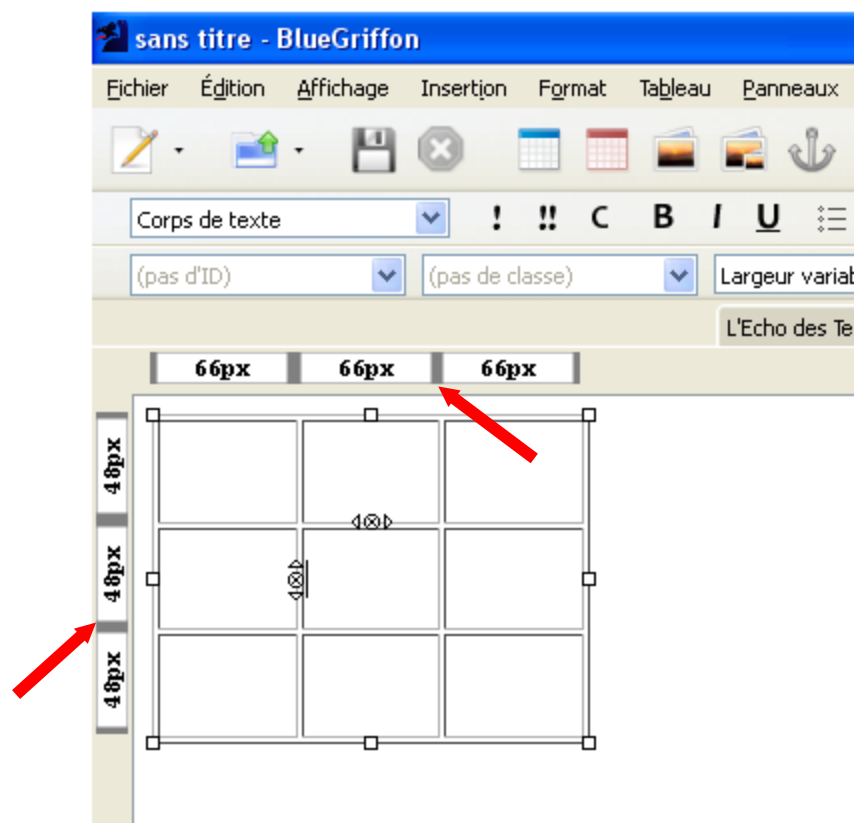 sans titre - BlueGriffon
Fichier Édition Affichage Insertion Format Tableau Panneaux
Corps de texte ! !! C B I U
(pas d'ID) (pas de classe) Largeur variab
L'Echo des Te
66px 66px 66px
48px
48px
48px